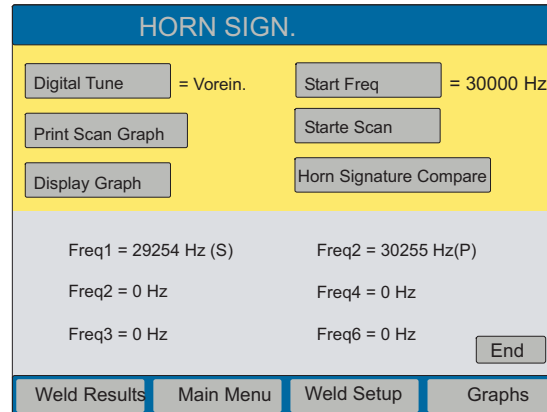 HORN SIGN.
Digital Tune = Vorein. Start Freq = 30000 Hz
Print Scan Graph Starte Scan
Display Graph Horn Signature Compare
Freq1 = 29254 Hz (S) Freq2 = 30255 Hz(P)
Freq2 = 0 Hz Freq4 = 0 Hz
Freq3 = 0 Hz Freq6 = 0 Hz
End
Weld Results Main Menu Weld Setup Graphs